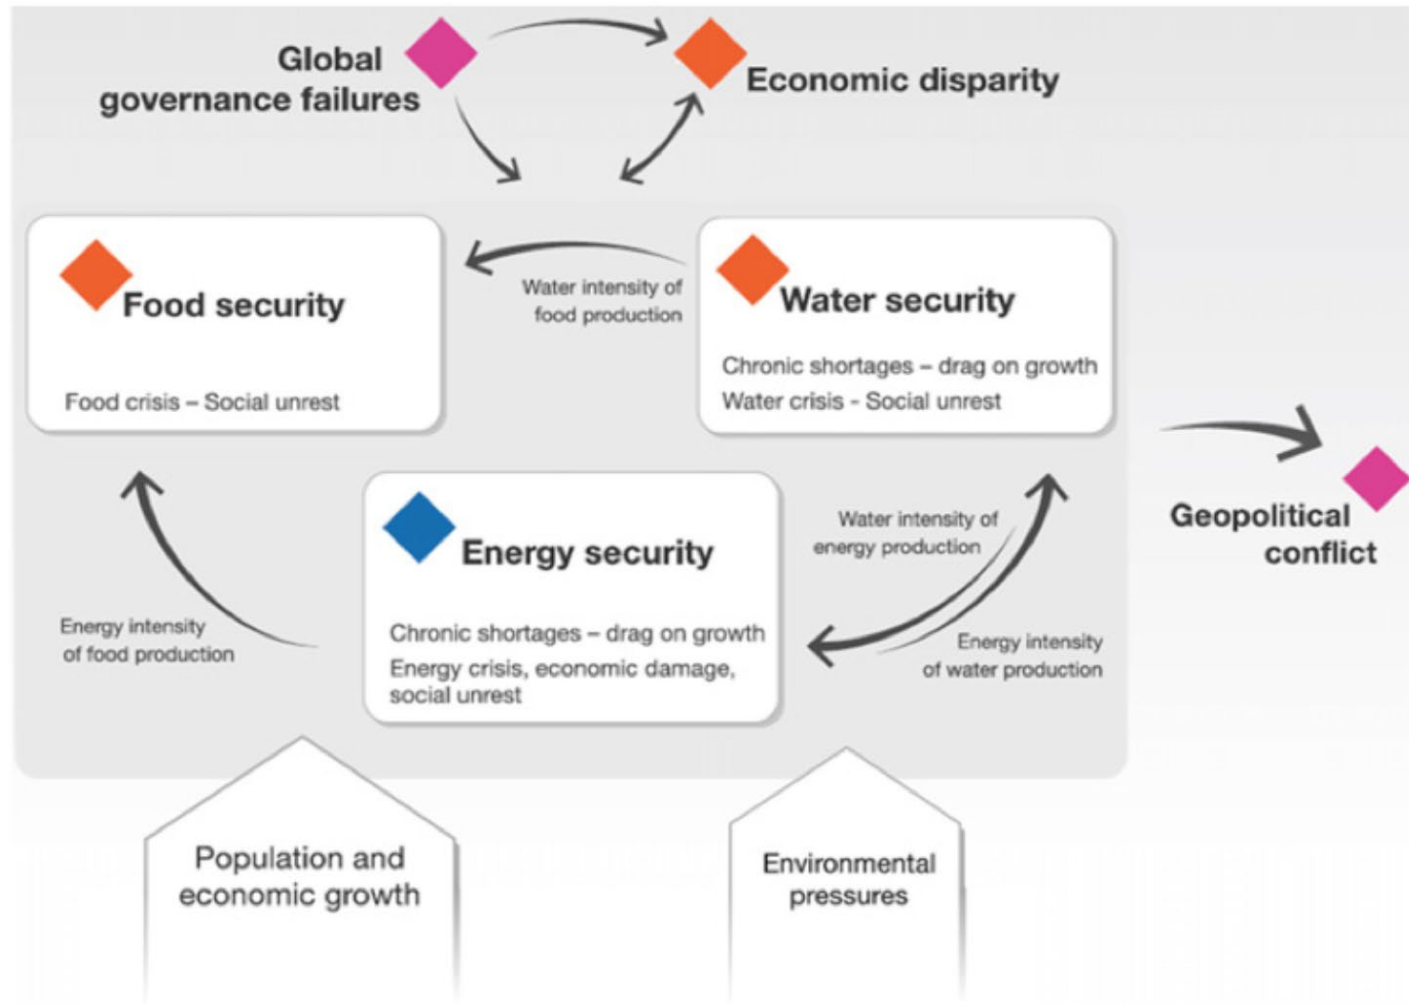 Global
governance failures
Economic disparity
Food security
Food crisis – Social unrest
Water intensity of
food production
Water security
Chronic shortages – drag on growth
Water crisis - Social unrest
Geopolitical
conflict
Energy security
Chronic shortages – drag on growth
Energy crisis, economic damage,
social unrest
Water intensity of
energy production
Energy intensity
of food production
Energy intensity
of water production
Population and
economic growth
Environmental
pressures